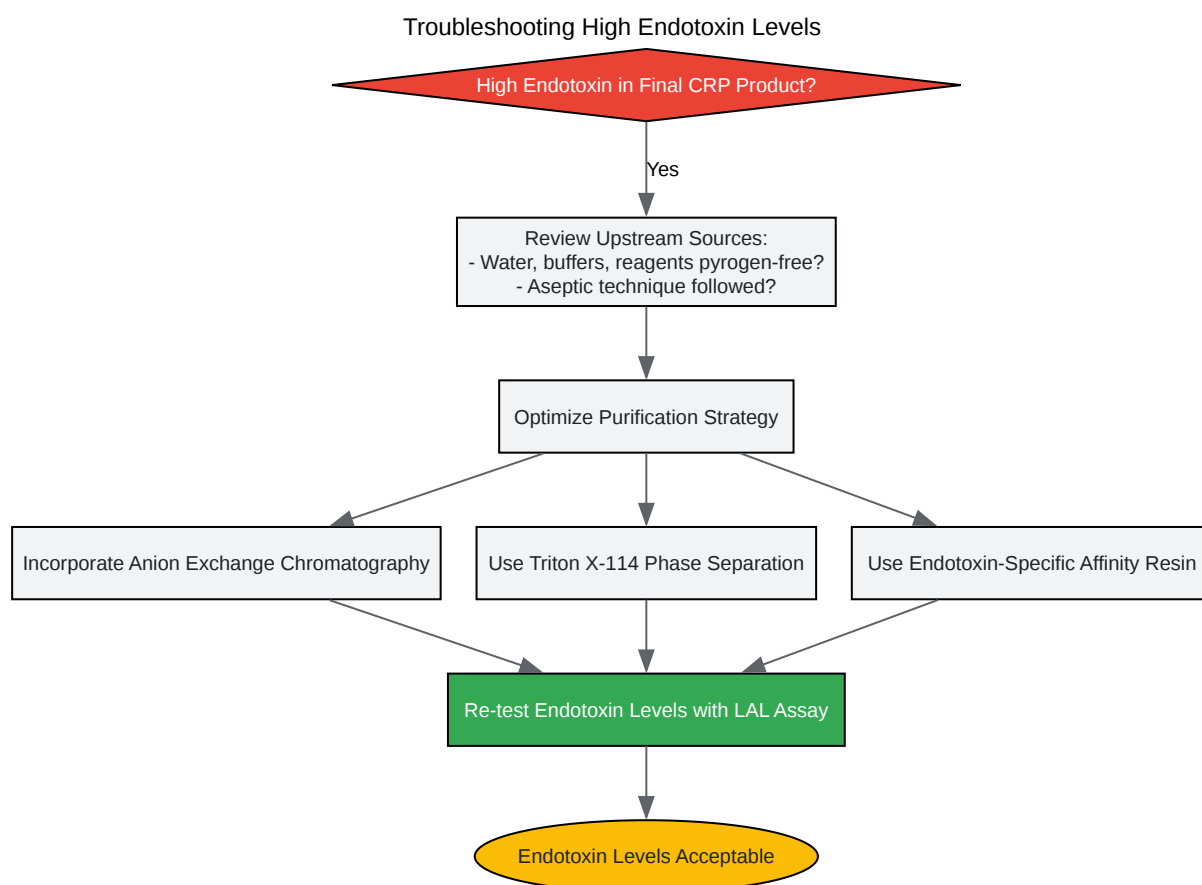 Troubleshooting High Endotoxin Levels
High Endotoxin in Final CRP Product?
Yes
Review Upstream Sources:
- Water, buffers, reagents pyrogen-free?
- Aseptic technique followed?
Optimize Purification Strategy
Incorporate Anion Exchange Chromatography
Use Triton X-114 Phase Separation
Use Endotoxin-Specific Affinity Resin
Re-test Endotoxin Levels with LAL Assay
Endotoxin Levels Acceptable